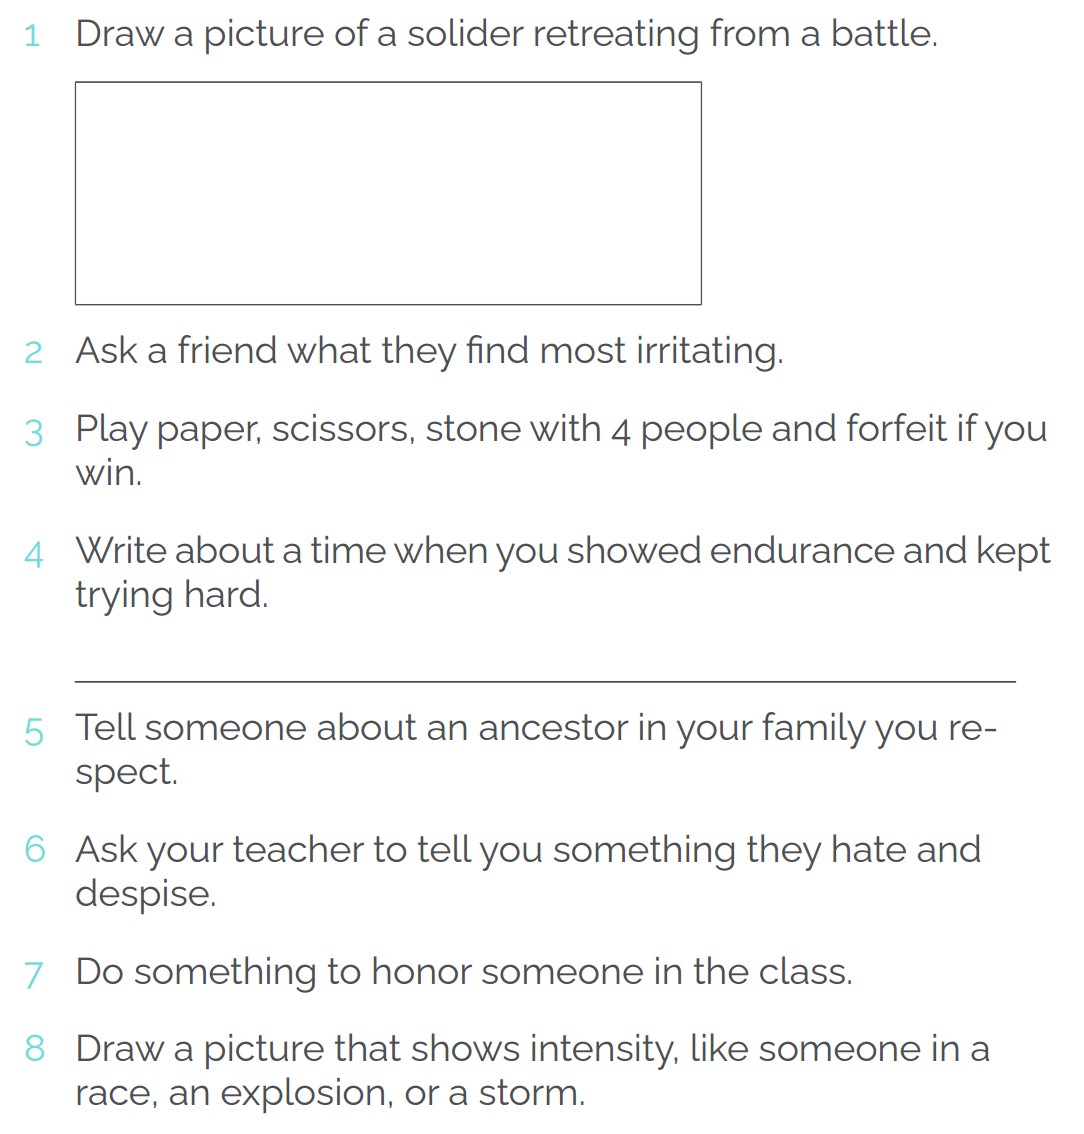 1 Draw a picture of a solider retreating from a battle.
2 Ask a friend what they find most irritating.
3 Play paper, scissors, stone with 4 people and forfeit if you
win.
4 Write about a time when you showed endurance and kept
trying hard.
5 Tell someone about an ancestor in your family you re-
spect.
6 Ask your teacher to tell you something they hate and
despise.
7 Do something to honor someone in the class.
8 Draw a picture that shows intensity, like someone in a
race, an explosion, or a storm.